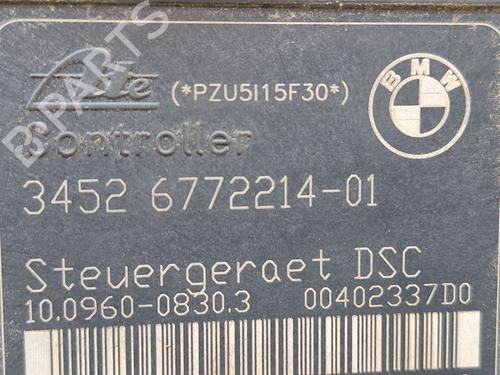 Ate (*PZU5I15F30*)
BMW
Controller
3452 6772214-01
Steuergeraet DSC
10.0960-0830.3 00402337D0
B-PARTS